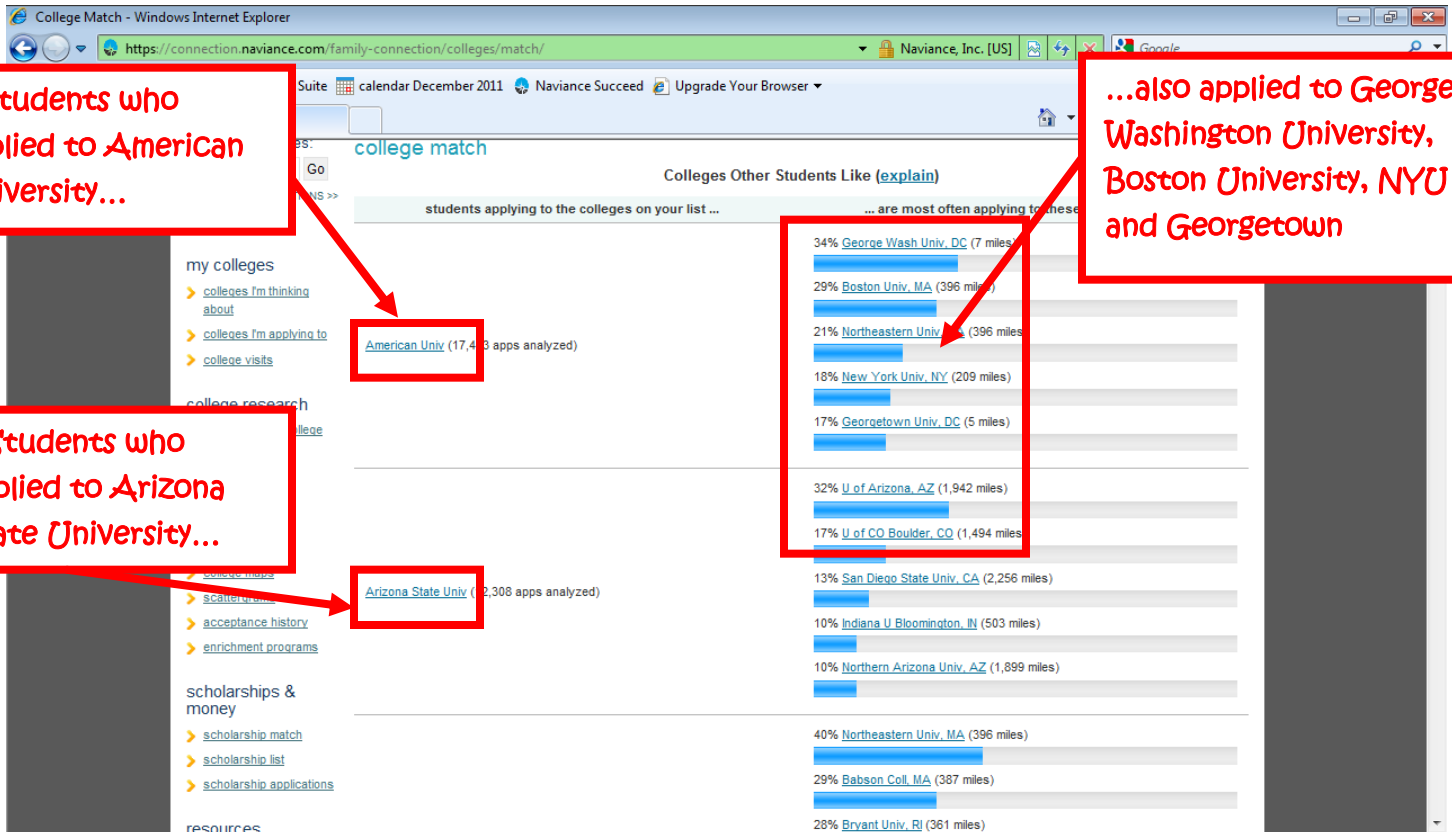 College Match - Windows Internet Explorer
https://connection.naviance.com/family-connection/colleges/match/
Naviance, Inc. [US]
Google
Suite calendar December 2011 Naviance Succeed Upgrade Your Browser
who
to American
...
...also applied to George
Washington University,
Boston University, NYU
and Georgetown
Go
>>
college match
Colleges Other Students Like (explain)
students applying to the colleges on your list ...
... are most often applying to these
my colleges
colleges I'm thinking
about
colleges I'm applying to
college visits
college research
American Univ (17, 3 apps analyzed)
34% George Wash Univ, DC (7 miles)
29% Boston Univ, MA (396 miles)
21% Northeastern Univ, (396 miles
18% New York Univ, NY (209 miles)
17% Georgetown Univ, DC (5 miles)
Students who
to Arizona
University...
college maps
acceptance history
enrichment programs
Arizona State Univ ( 2,308 apps analyzed)
32% U of Arizona, AZ (1,942 miles)
17% U of CO Boulder, CO (1,494 miles
13% San Diego State Univ, CA (2,256 miles)
10% Indiana U Bloomington, IN (503 miles)
10% Northern Arizona Univ, AZ (1,899 miles)
scholarships &
money
scholarship match
scholarship list
scholarship applications
resources
40% Northeastern Univ, MA (396 miles)
29% Babson Coll, MA (387 miles)
28% Bryant Univ, RI (361 miles)